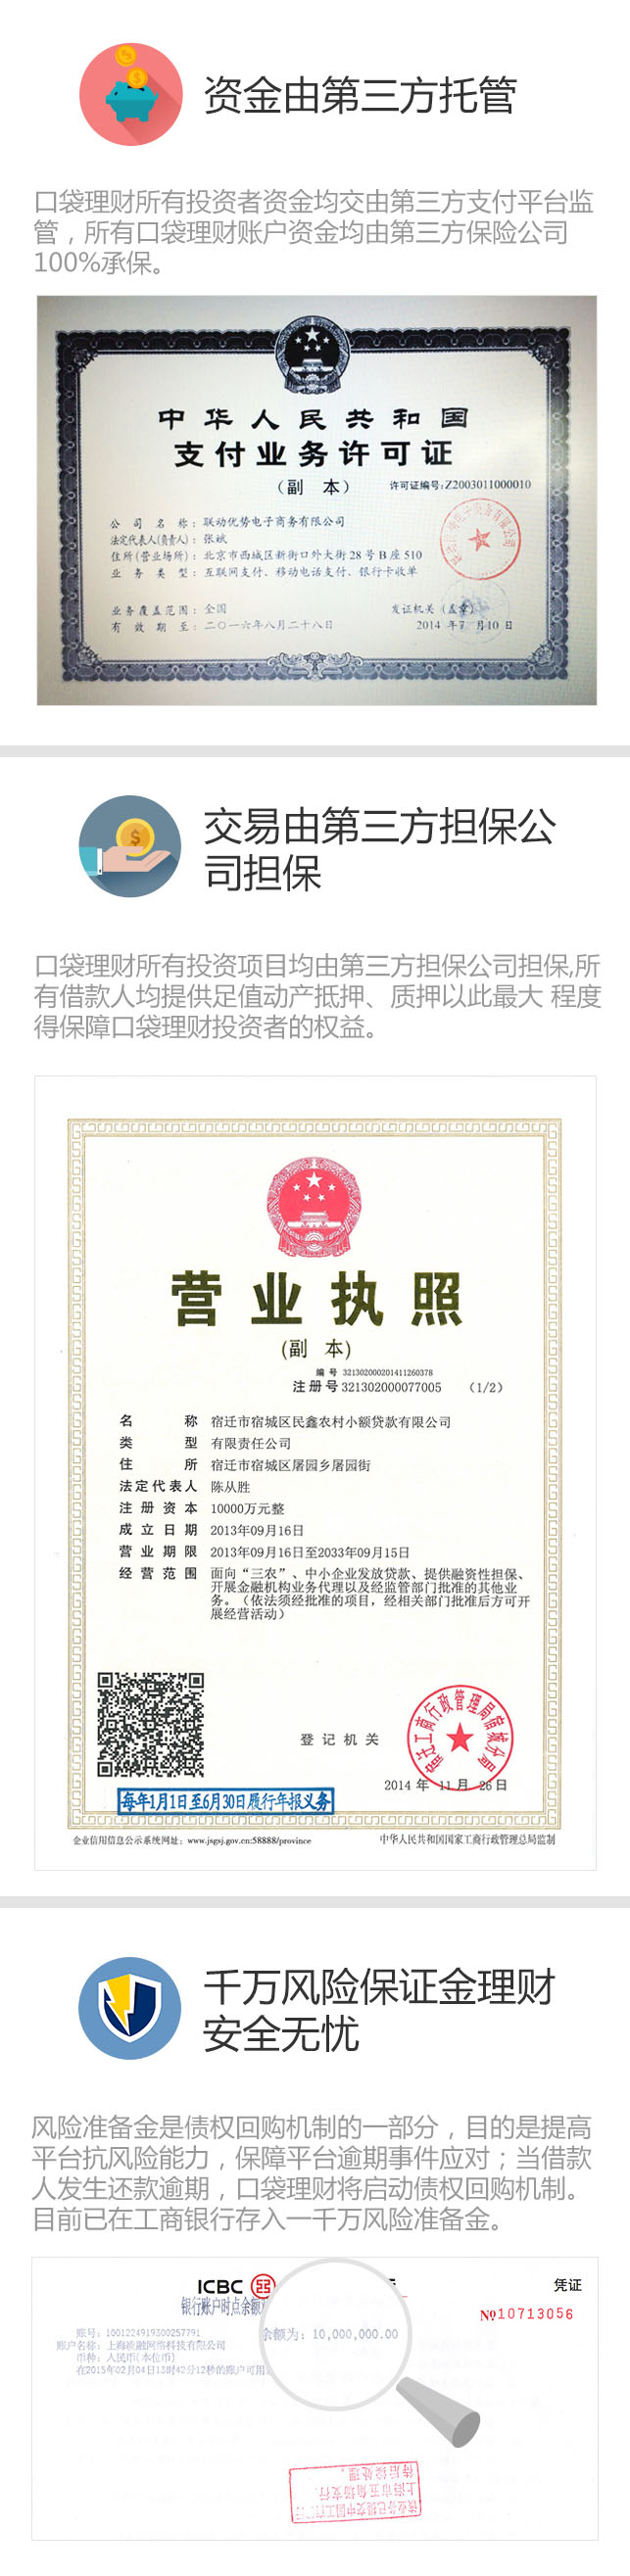 资金由第三方托管
口袋理财所有投资者资金均交由第三方支付平台监
管，所有口袋理财账户资金均由第三方保险公司
100%承保。
中华人民共和国
支付业务许可证
（副 本）
许可证编号:Z2003011000010
公司名称：联动优势电子商务有限公司
法定代表人(负责人)：张斌
住所(营业场所)：北京市西城区新街口外大街28号B座510
业务类型：互联网支付、移动电话支付、银行卡收单
业务覆盖范围：全国
发证机关（盖章）
有效期至：二〇一六年八月二十八日
2014 年7 月10 日
交易由第三方担保公
司担保
口袋理财所有投资项目均由第三方担保公司担保,所
有借款人均提供足值动产抵押、质押以此最大 程度
得保障口袋理财投资者的权益。
营业执照
(副 本)
编 号 321302000201411260378
注册号321302000077005 （1/2）
名称 宿迁市宿城区民鑫农村小额贷款有限公司
类型 有限责任公司
住所 宿迁市宿城区屠园乡屠园街
法定代表人 陈从胜
注册资本 10000万元整
成立日期 2013年09月16日
营业期限 2013年09月16日至2033年09月15日
经营范围 面向“三农”、中小企业发放贷款、提供融资性担保、
开展金融机构业务代理以及经监管部门批准的其他业
务。（依法须经批准的项目，经相关部门批准后方可开
展经营活动）
登记机关
2014 年 11 月 26 日
每年1月1日至6月30日履行年报义务
企业信用信息公示系统网址：www.jsgsj.gov.cn:58888/province
中华人民共和国国家工商行政管理总局监制
千万风险保证金理财
安全无忧
风险准备金是债权回购机制的一部分，目的是提高
平台抗风险能力，保障平台逾期事件应对；当借款
人发生还款逾期，口袋理财将启动债权回购机制。
目前已在工商银行存入一千万风险准备金。
ICBC
凭证
银行账户时点余额
№10713056
账号：1001224919300257791
余额为：10,000,000.00
账户名称：上海凌融网络科技有限公司
币种：人民币(本位币)
在2015年02月04日13时42分12秒的账户可用